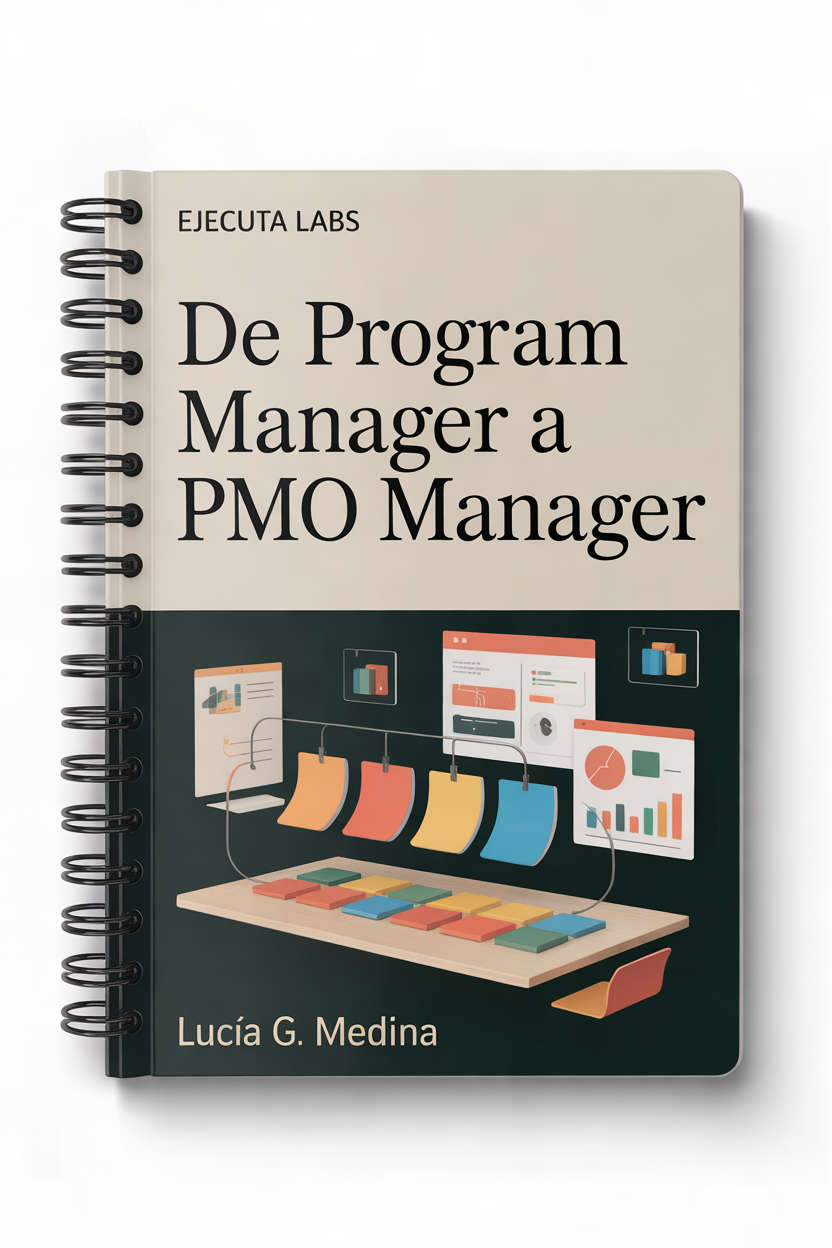 EJECUTA LABS
De Program
Manager a
PMO Manager
Lucía G. Medina